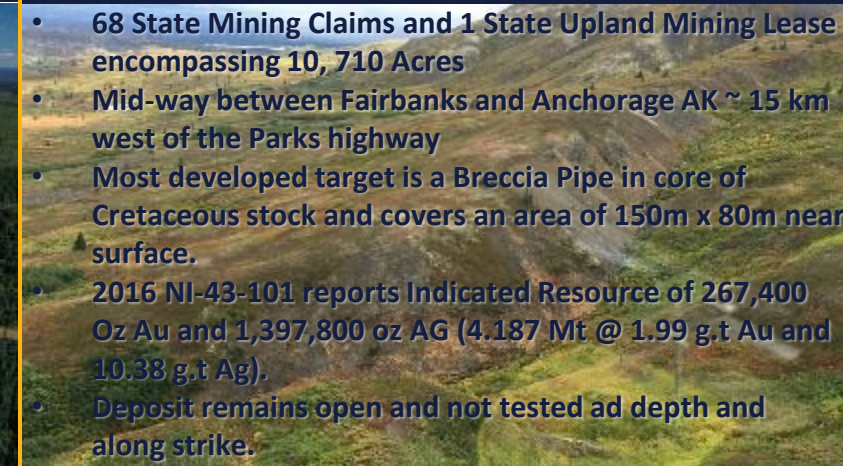 • 68 State Mining Claims and 1 State Upland Mining Lease
encompassing 10, 710 Acres
• Mid-way between Fairbanks and Anchorage AK ~ 15 km
west of the Parks highway
• Most developed target is a Breccia Pipe in core of
Cretaceous stock and covers an area of 150m x 80m near
surface.
• 2016 NI-43-101 reports Indicated Resource of 267,400
Oz Au and 1,397,800 oz AG (4.187 Mt @ 1.99 g.t Au and
10.38 g.t Ag).
• Deposit remains open and not tested ad depth and
along strike.